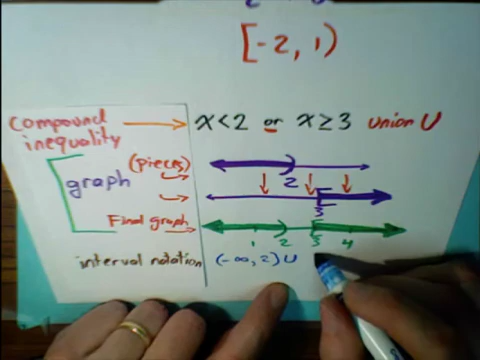 [-2, 1)
Compound inequality → x < 2 or x ≥ 3 union U
(pieces)
graph
2
3
Final graph
1 2 3 4
interval notation (-∞, 2) U